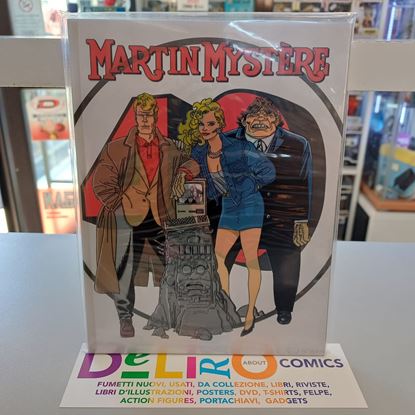 MARTIN MYSTÈRE
40
DELIRO ABOUT COMICS
FUMETTI NUOVI, USATI, DA COLLEZIONE, LIBRI, RIVISTE,
LIBRI D'ILLUSTRAZIONI, POSTERS, DVD, T-SHIRTS, FELPE,
ACTION FIGURES, PORTACHIAVI, GADGETS